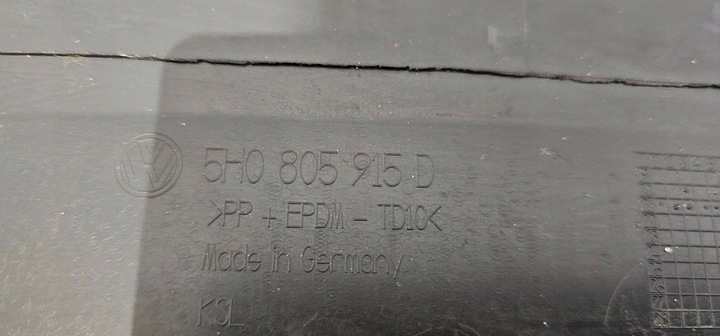 5H0 805 915 D
>PP + EPDM - TD10<
Made in Germany
KSL